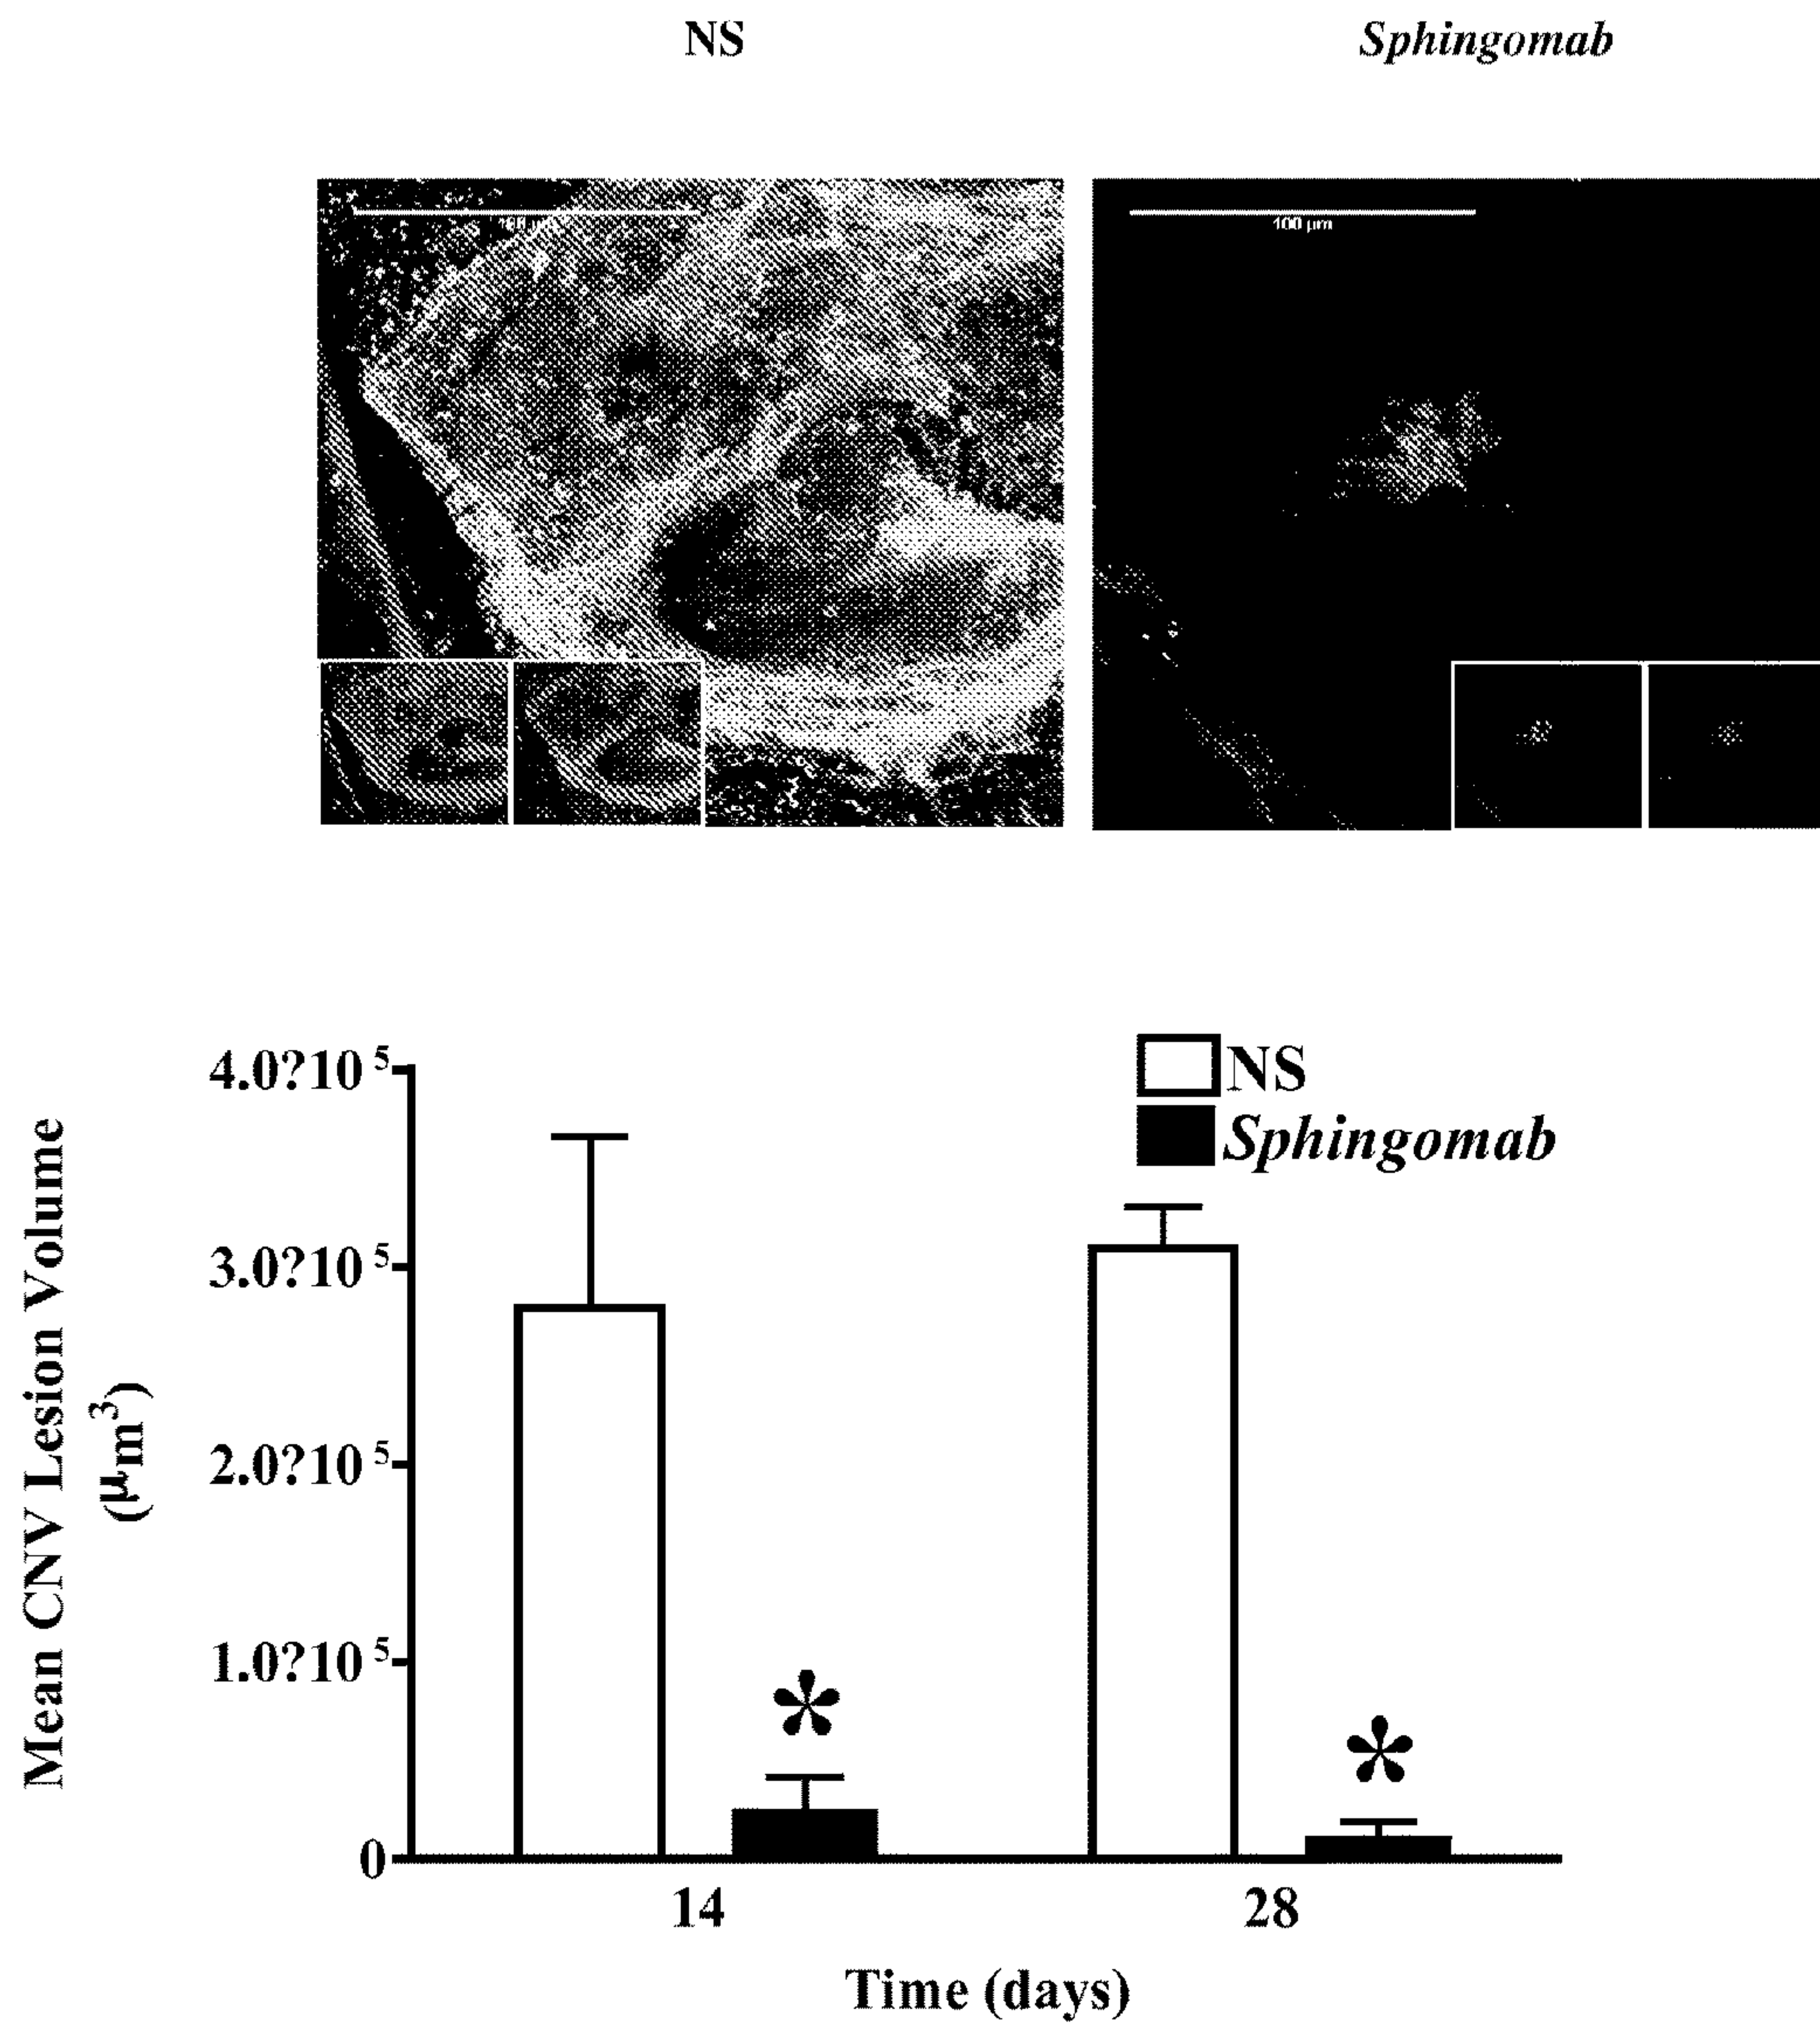 NS
Sphingomab
100 µm
NS
Sphingomab
4.0?10 5
3.0?10 5
2.0?10 5
1.0?10 5
0
Mean CNV Lesion Volume
(µm3)
*
*
14
28
Time (days)